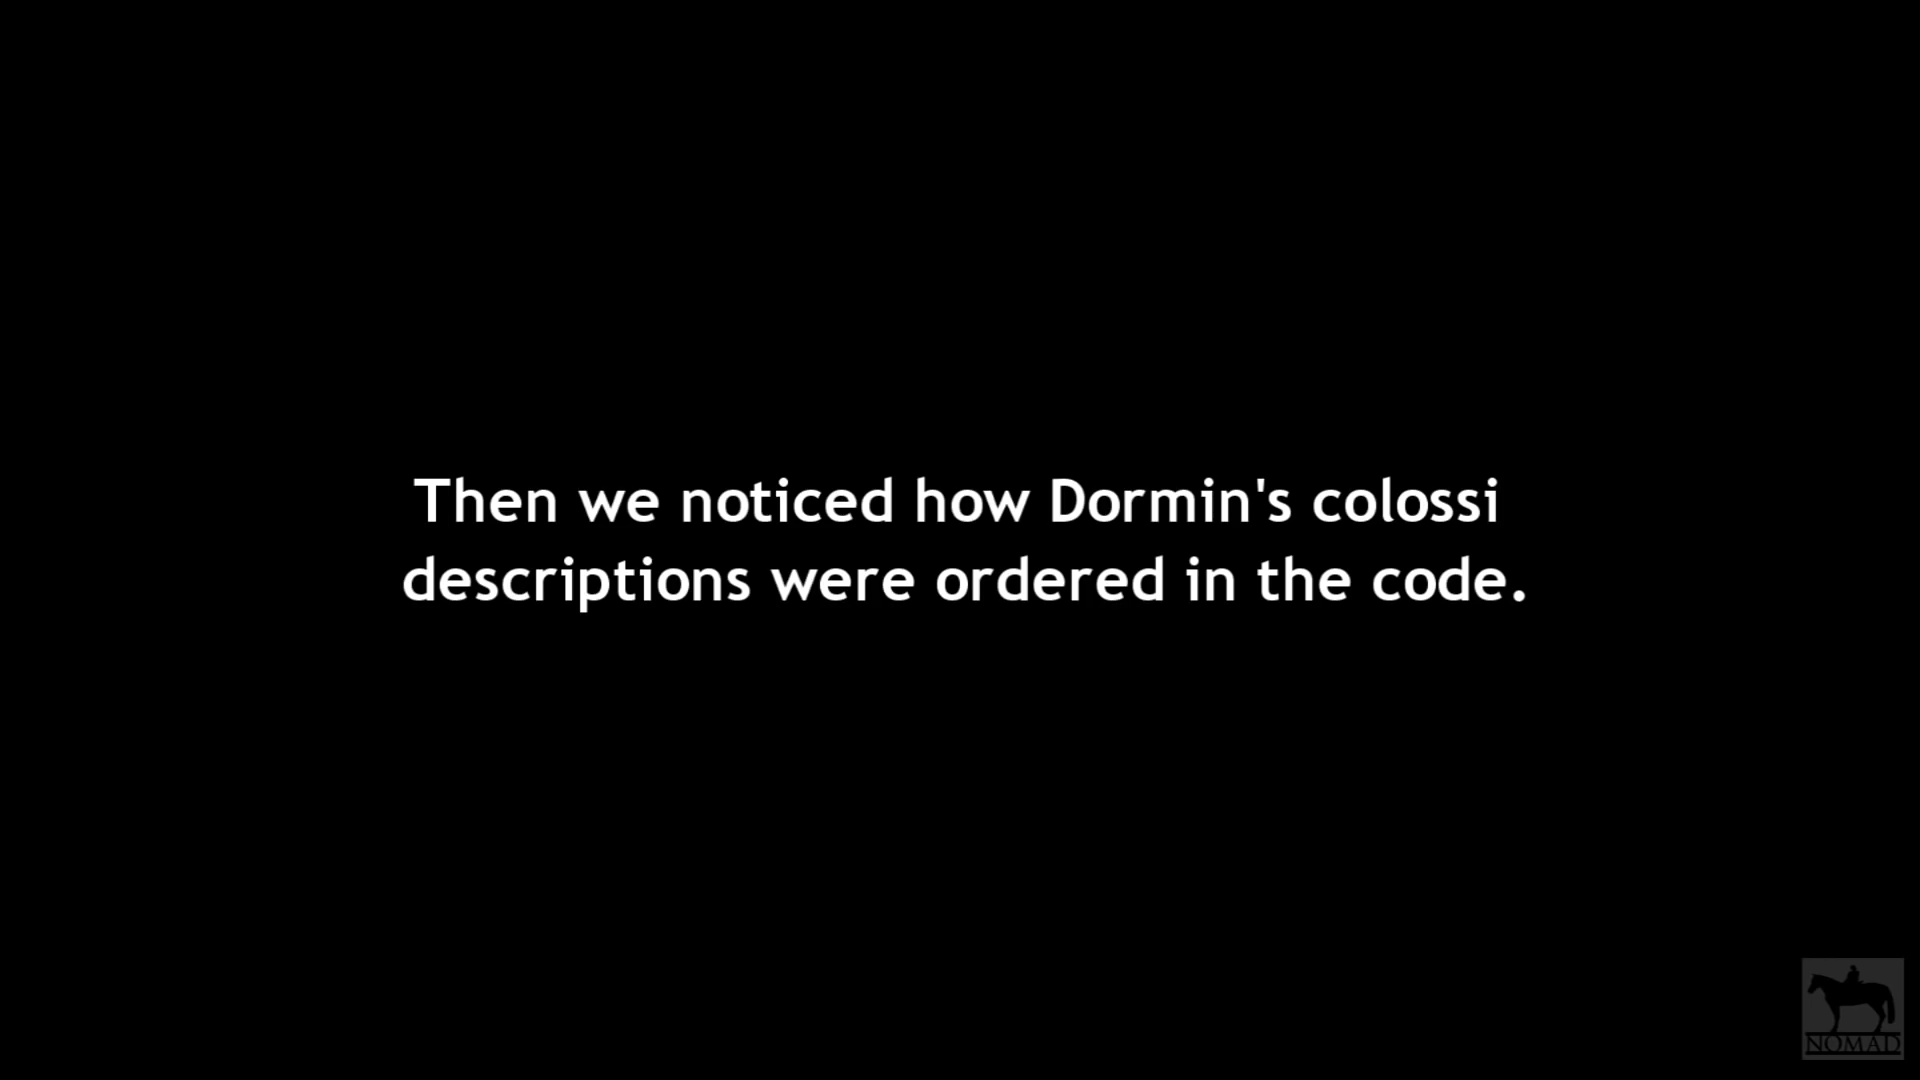 Then we noticed how Dormin's colossi
descriptions were ordered in the code.
NOMAD